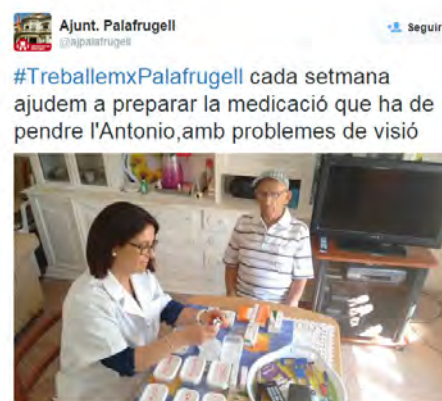 Ajunt. Palafrugell
@ajpalafrugell
Seguir
#TreballemxPalafrugell cada setmana
ajudem a preparar la medicació que ha de
pendre l'Antonio,amb problemes de visió